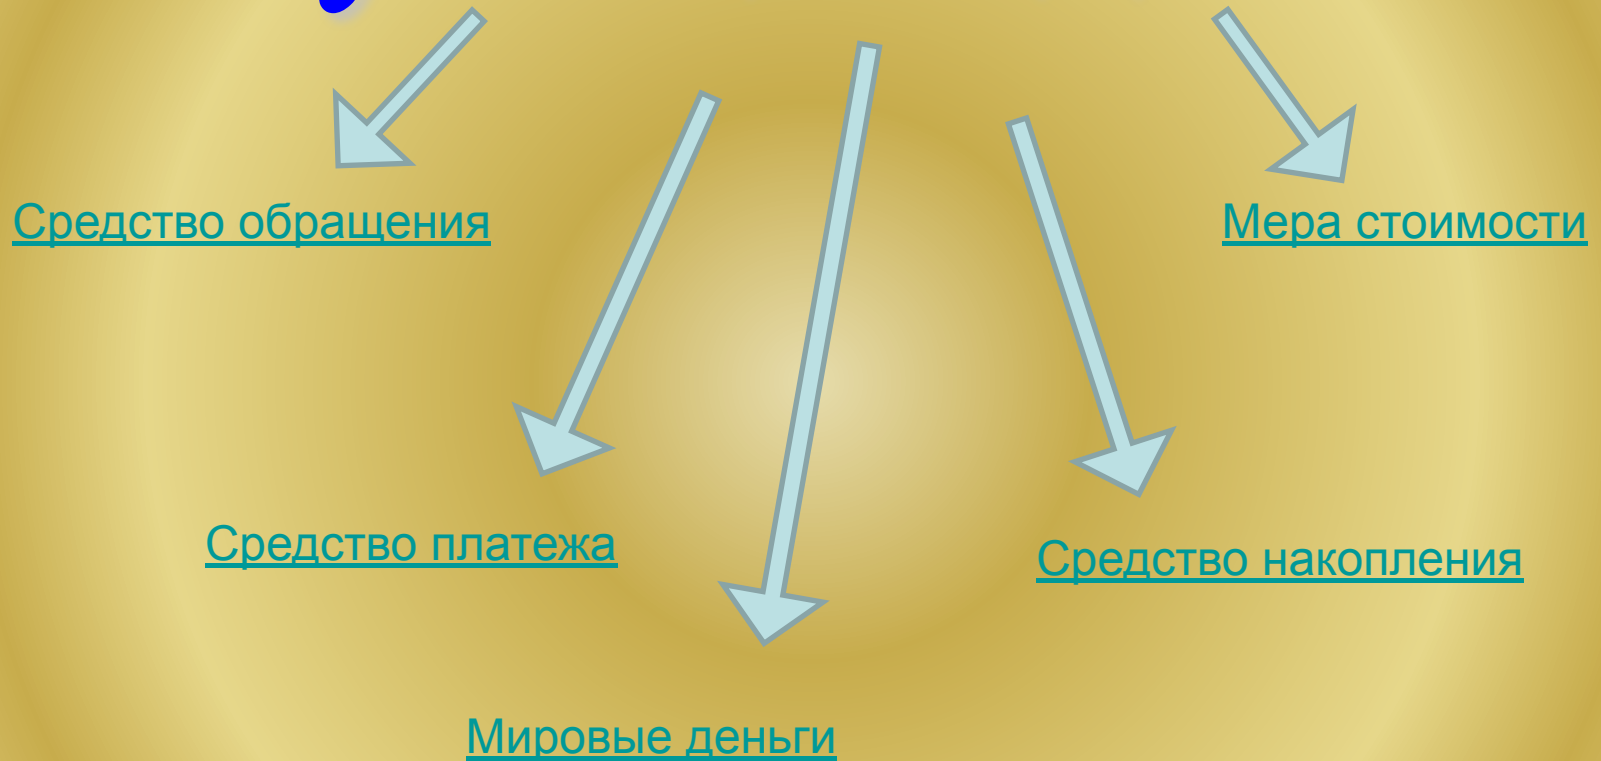 Средство обращения
Мера стоимости
Средство платежа
Средство накопления
Мировые деньги